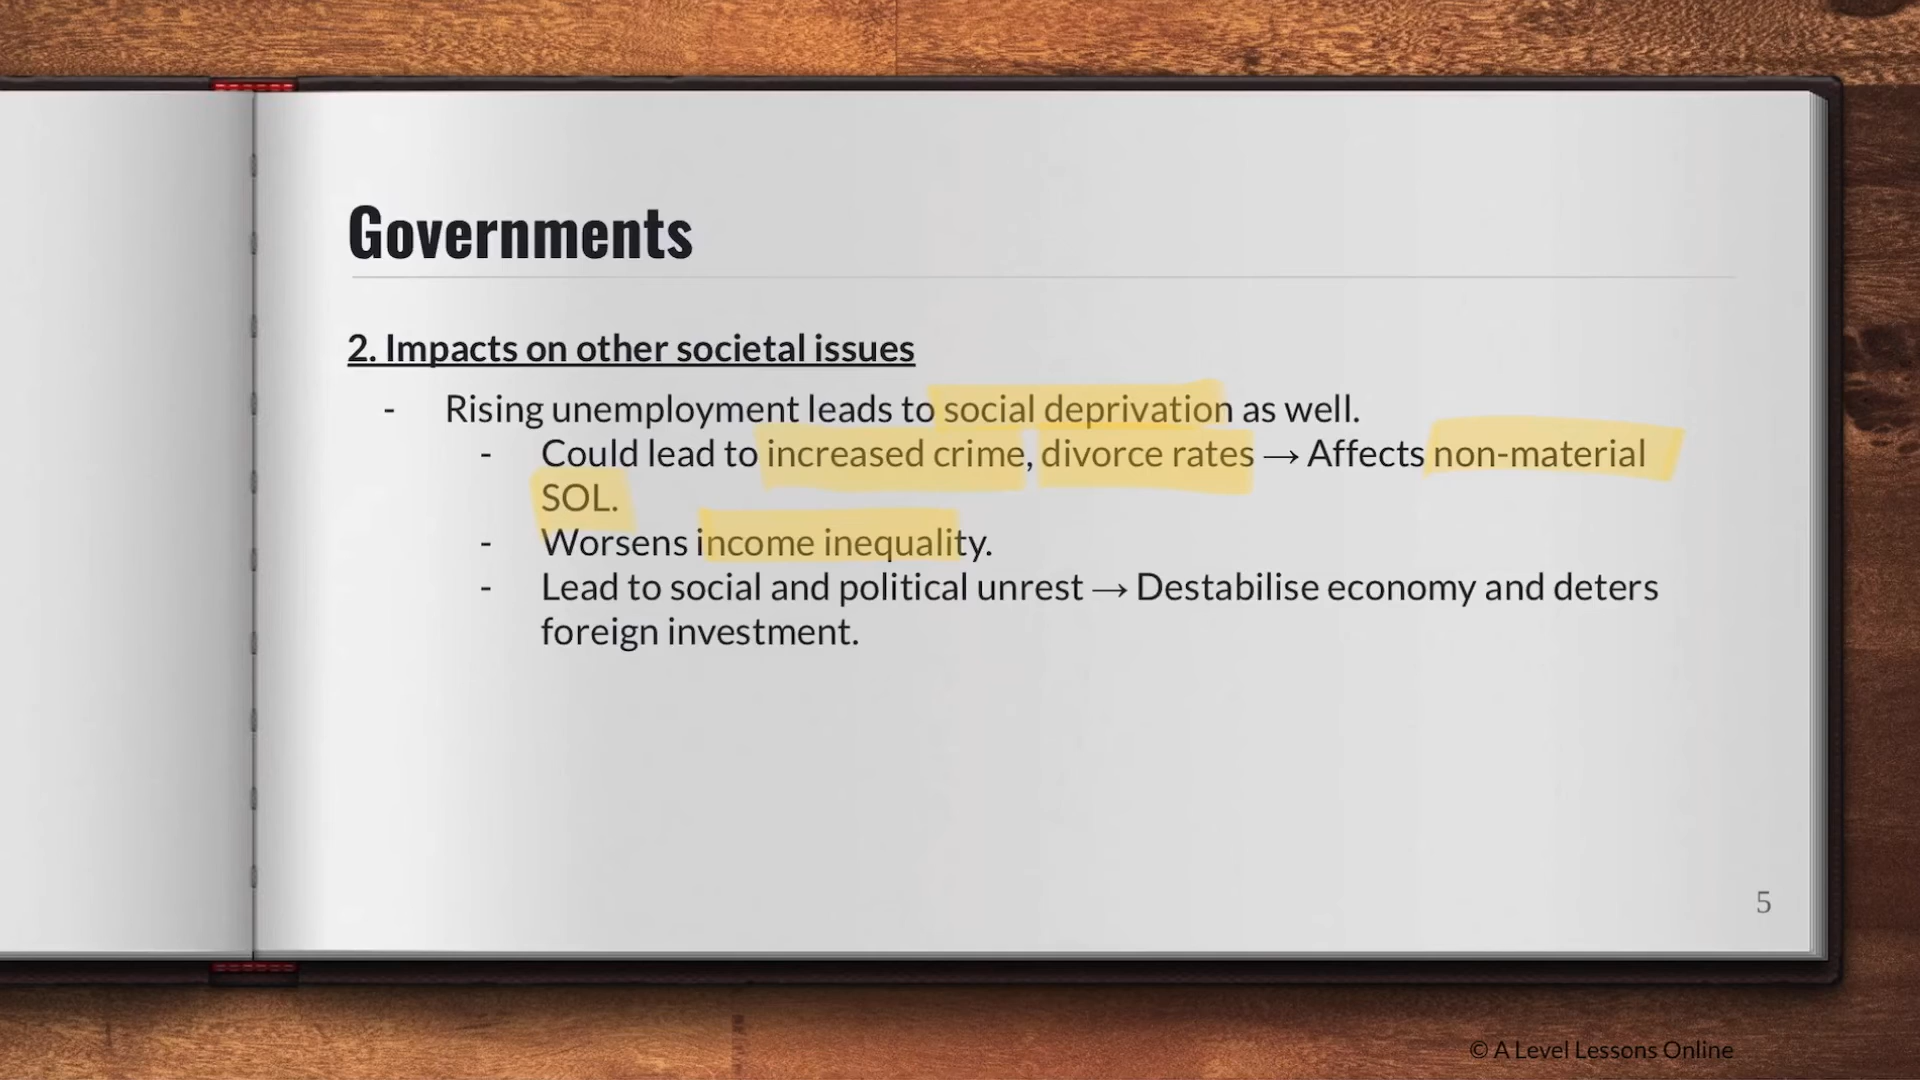 Governments
2. Impacts on other societal issues
- Rising unemployment leads to social deprivation as well.
- Could lead to increased crime, divorce rates → Affects non-material
SOL.
- Worsens income inequality.
- Lead to social and political unrest → Destabilise economy and deters
foreign investment.
5
© A Level Lessons Online